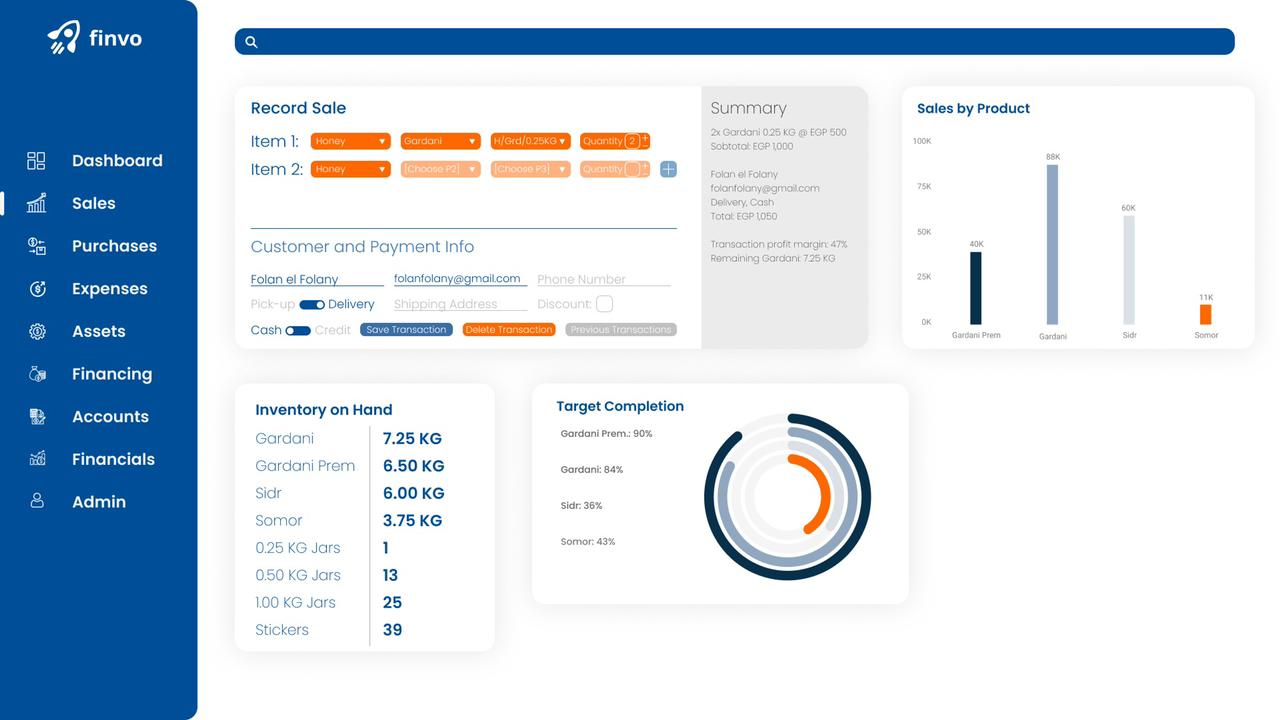 finvo
Dashboard
Sales
Purchases
Expenses
Assets
Financing
Accounts
Financials
Admin
Record Sale
Item 1: Honey Gardani H/Grd/0.25KG Quantity 2 +
Item 2: Honey [Choose P2] [Choose P3] Quantity +
Customer and Payment Info
Folan el Folany folanfolany@gmail.com Phone Number
Pick-up Delivery Shipping Address Discount:
Cash Credit Save Transaction Delete Transaction Previous Transactions
Summary
2x Gardani 0.25 KG @ EGP 500
Subtotal: EGP 1,000
Folan el Folany
folanfolany@gmail.com
Delivery, Cash
Total: EGP 1,050
Transaction profit margin: 47%
Remaining Gardani: 7.25 KG
Sales by Product
100K
75K
50K
25K
0K
40K
88K
60K
11K
Gardani Prem Gardani Sidr Somor
Inventory on Hand
Gardani 7.25 KG
Gardani Prem 6.50 KG
Sidr 6.00 KG
Somor 3.75 KG
0.25 KG Jars 1
0.50 KG Jars 13
1.00 KG Jars 25
Stickers 39
Target Completion
Gardani Prem.: 90%
Gardani: 84%
Sidr: 36%
Somor: 43%